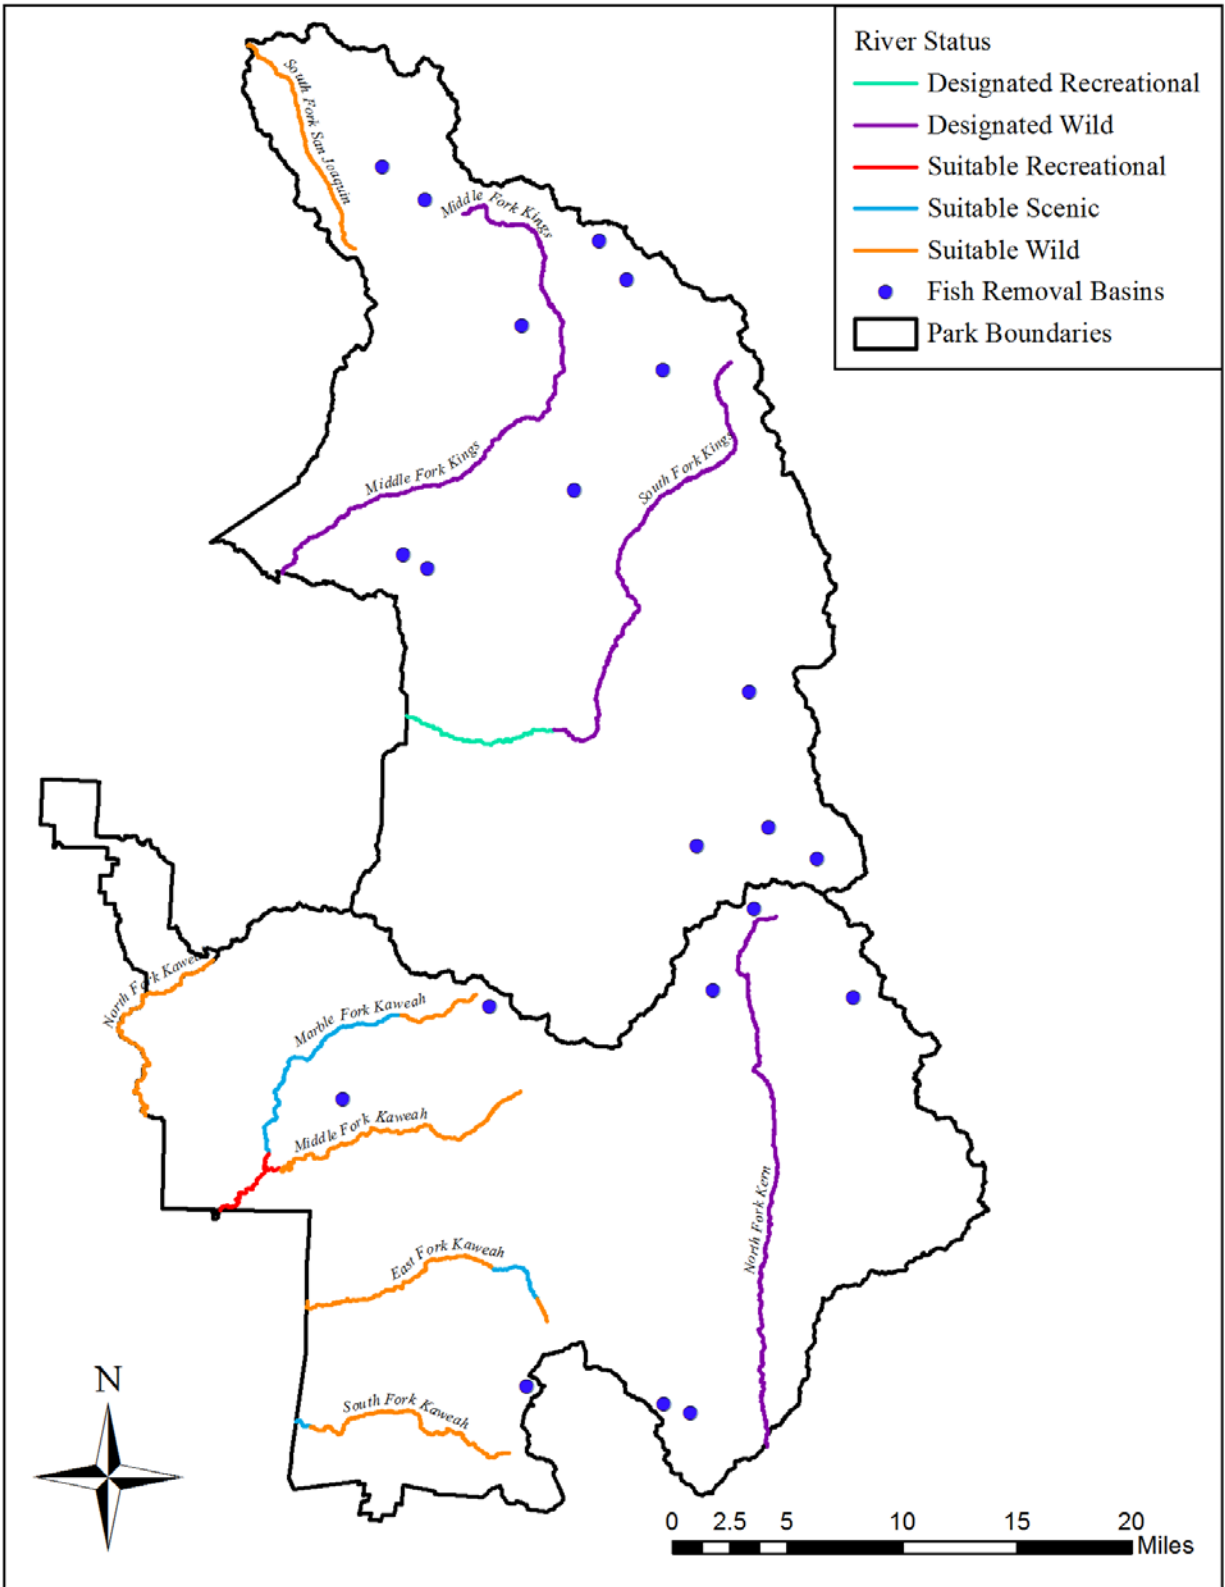 River Status
Designated Recreational
Designated Wild
Suitable Recreational
Suitable Scenic
Suitable Wild
Fish Removal Basins
Park Boundaries
South Fork San Joaquin
Middle Fork Kings
Middle Fork Kings
South Fork Kings
North Fork Kaweah
Marble Fork Kaweah
Middle Fork Kaweah
North Fork Kern
East Fork Kaweah
South Fork Kaweah
N
0 2.5 5 10 15 20
Miles